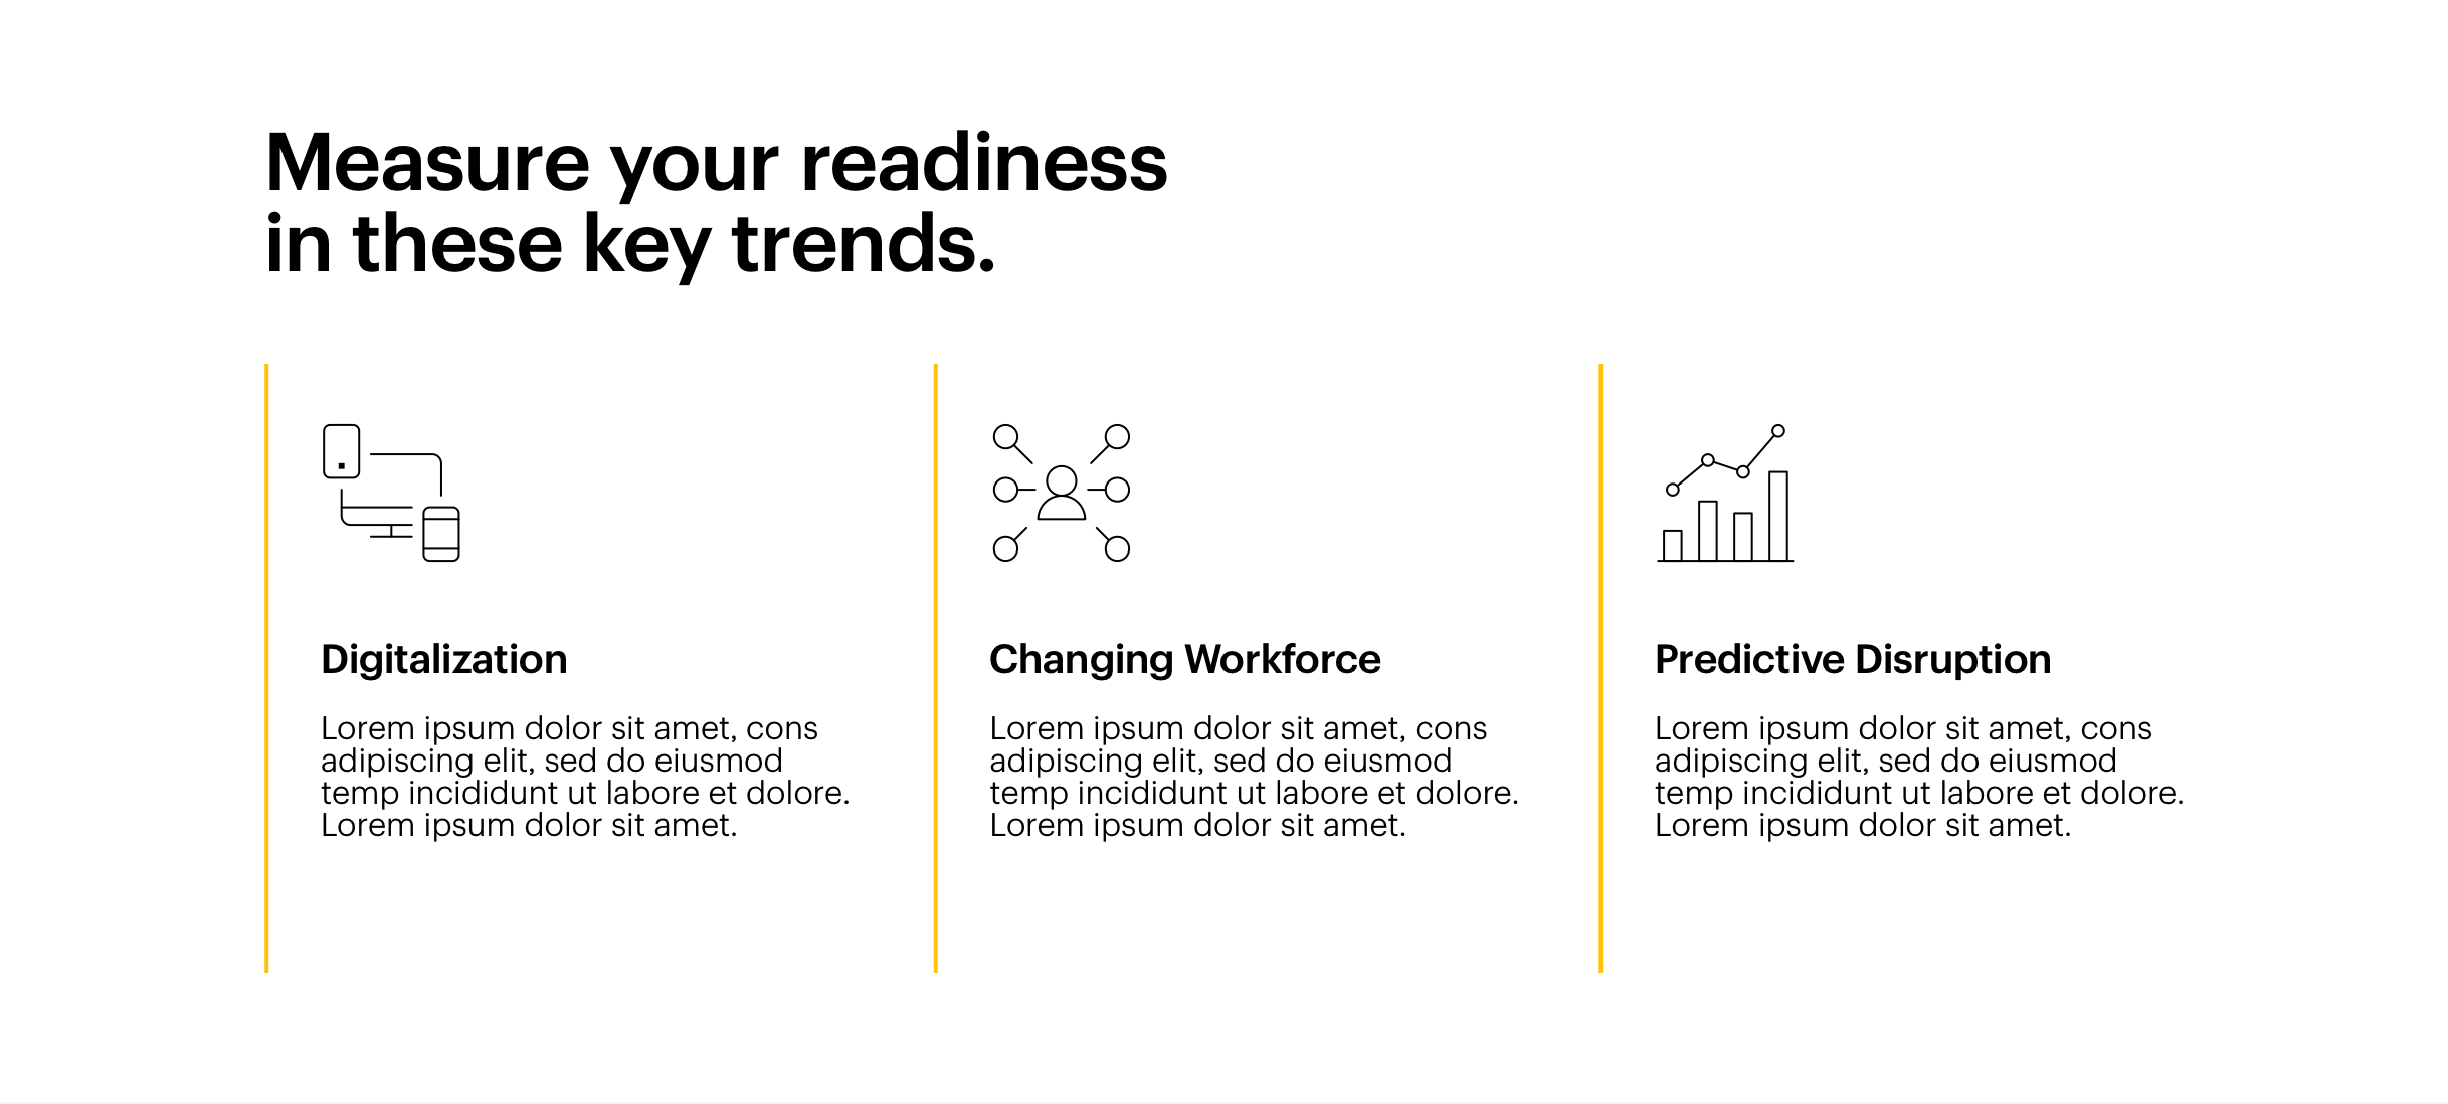 Measure your readiness
in these key trends.
Digitalization
Lorem ipsum dolor sit amet, cons
adipiscing elit, sed do eiusmod
temp incididunt ut labore et dolore.
Lorem ipsum dolor sit amet.
Changing Workforce
Lorem ipsum dolor sit amet, cons
adipiscing elit, sed do eiusmod
temp incididunt ut labore et dolore.
Lorem ipsum dolor sit amet.
Predictive Disruption
Lorem ipsum dolor sit amet, cons
adipiscing elit, sed do eiusmod
temp incididunt ut labore et dolore.
Lorem ipsum dolor sit amet.